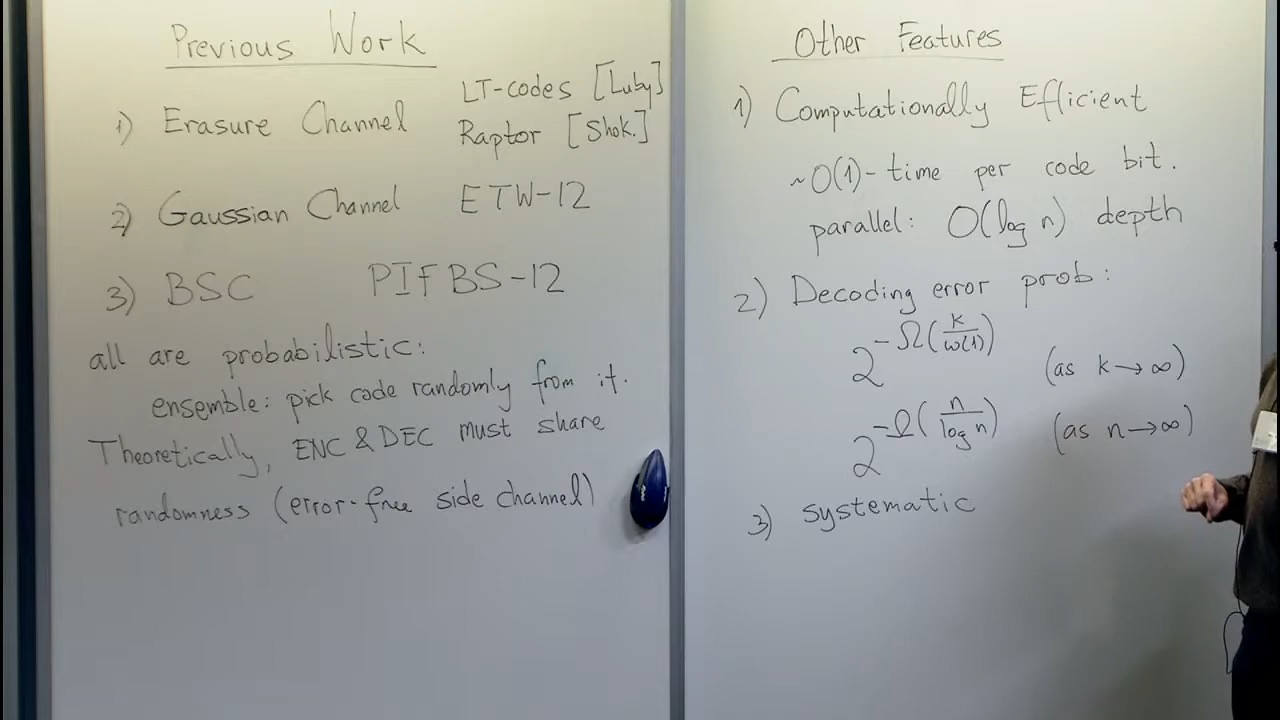 Previous Work
1) Erasure Channel LT-codes [Luby]
Raptor [Shok.]
2) Gaussian Channel ETW-12
3) BSC PIFBS-12
all are probabilistic:
ensemble: pick code randomly from it.
Theoretically, ENC & DEC must share
randomness (error-free side channel)
Other Features
1) Computationally Efficient
~O(1)-time per code bit.
parallel: O(log n) depth
2) Decoding error prob:
2^{-Ω(k/ω(1))} (as k→∞)
2^{-Ω(n/log n)} (as n→∞)
3) systematic